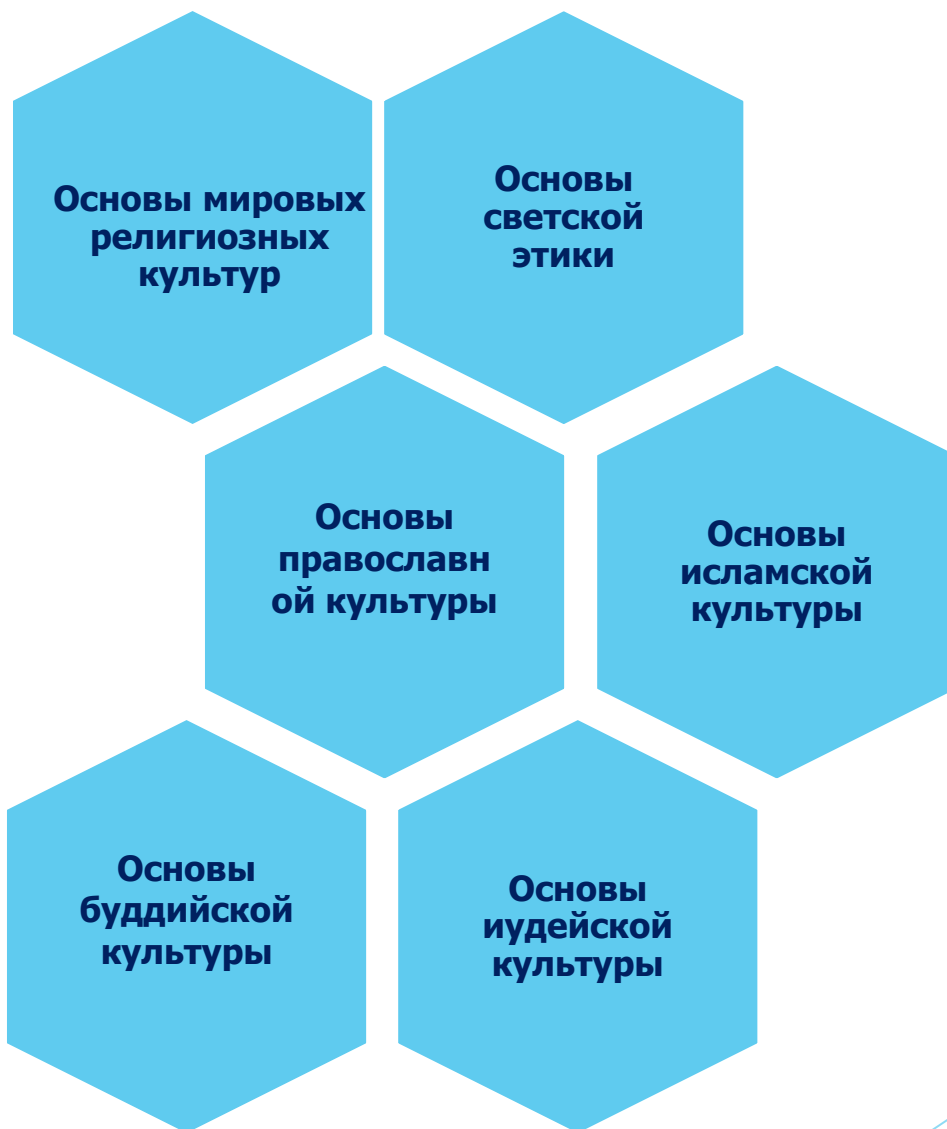 Основы мировых
религиозных
культур
Основы
светской
этики
Основы
православн
ой культуры
Основы
исламской
культуры
Основы
буддийской
культуры
Основы
иудейской
культуры